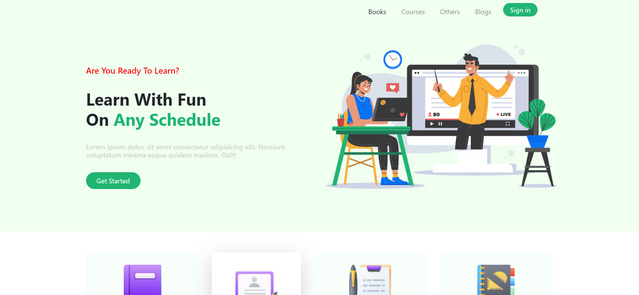 Books Courses Others Blogs Sign in
Are You Ready To Learn?
Learn With Fun
On Any Schedule
Lorem ipsum dolor, sit amet consectetur adipisicing elit. Nesciunt
voluptatum minima eaque quidem maxime. Odit!
Get Started
80
LIVE